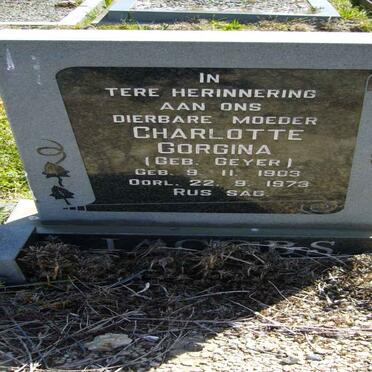 IN
TERE HERINNERING
AAN ONS
DIERBARE MOEDER
CHARLOTTE
GORGINA
(GEB. GEYER)
GEB. 9. 11. 1903
OORL. 22. 9. 1973
RUS SAG
JACOBS